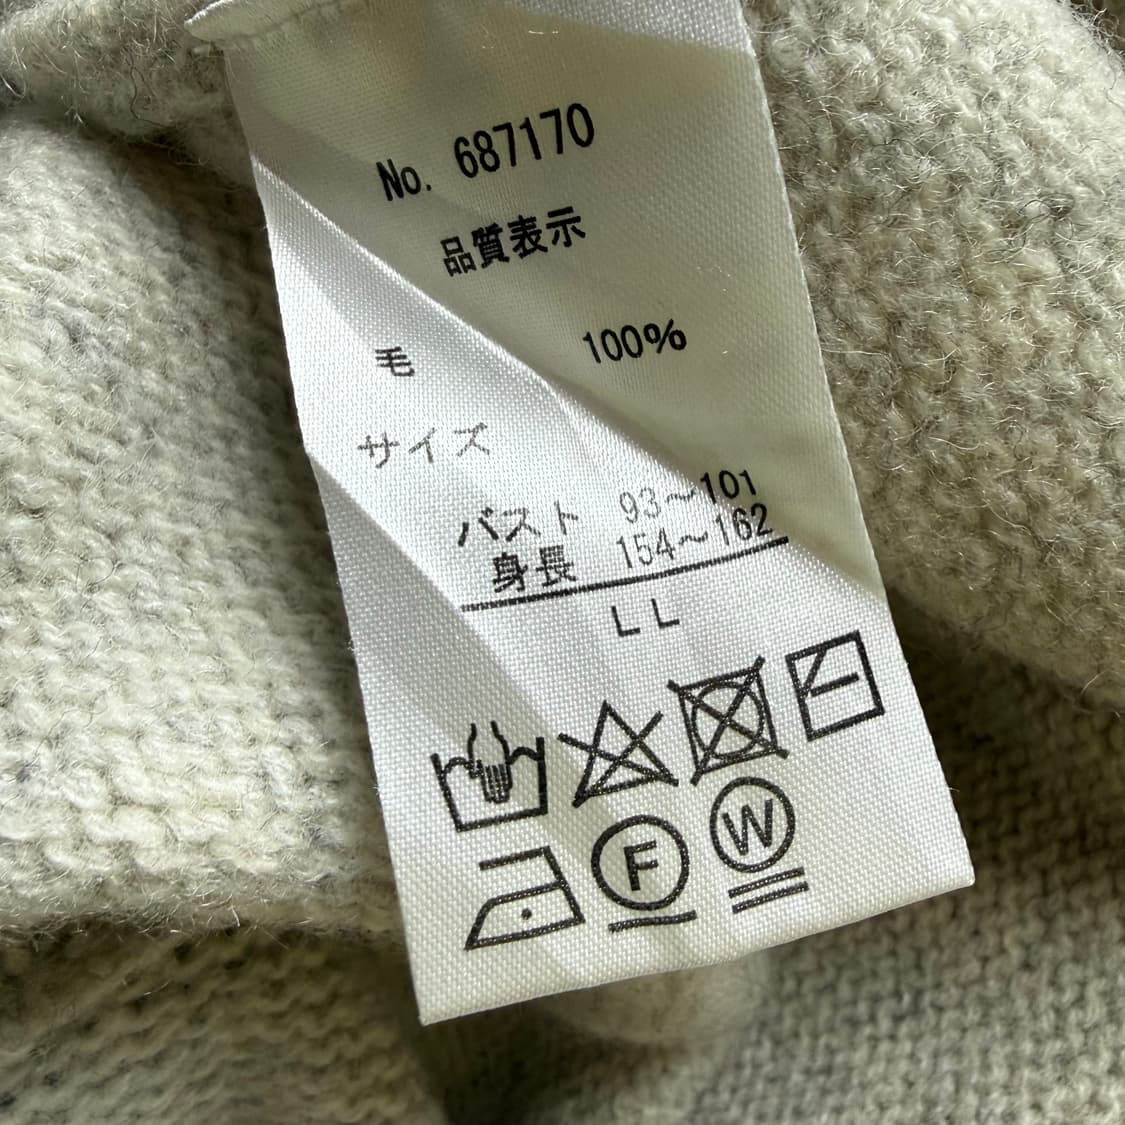 No. 687170
品質表示
毛 100%
サイズ
バスト 93~101
身長 154~162
LL
F W